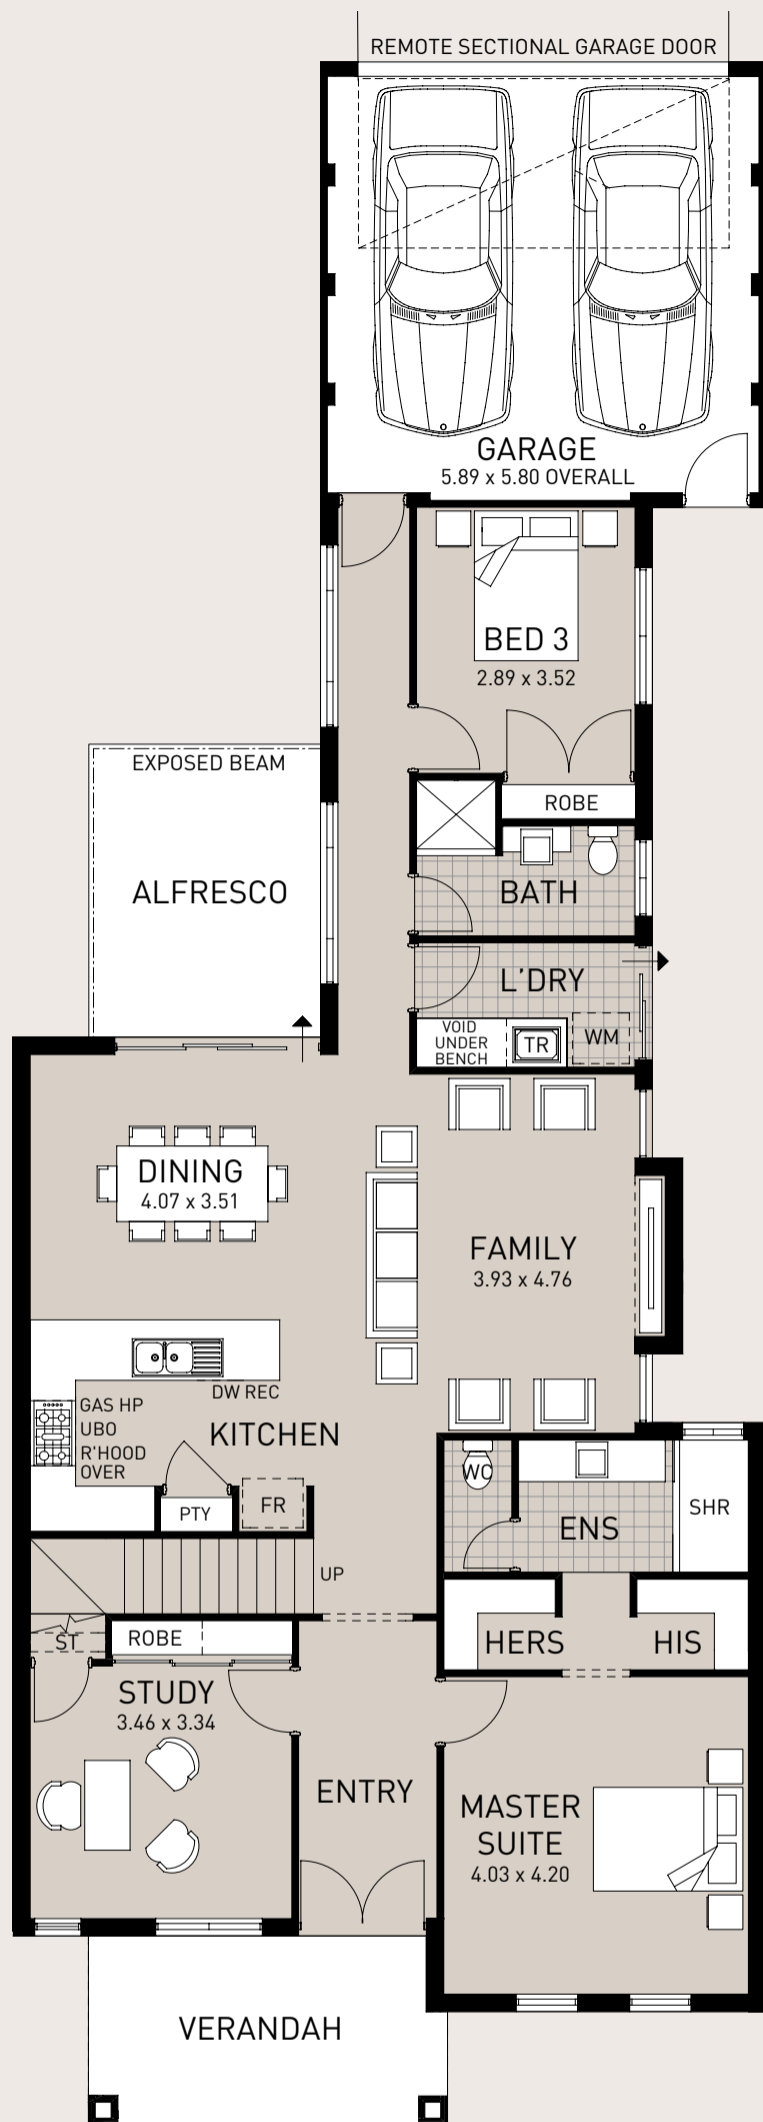 REMOTE SECTIONAL GARAGE DOOR
GARAGE
5.89 x 5.80 OVERALL
BED 3
2.89 x 3.52
ROBE
EXPOSED BEAM
ALFRESCO
BATH
L'DRY
VOID
UNDER
BENCH
TR
WM
DINING
4.07 x 3.51
FAMILY
3.93 x 4.76
DW REC
GAS HP
UBO
R'HOOD
OVER
KITCHEN
PTY
FR
WC
ENS
SHR
UP
ST
ROBE
HERS
HIS
STUDY
3.46 x 3.34
ENTRY
MASTER
SUITE
4.03 x 4.20
VERANDAH